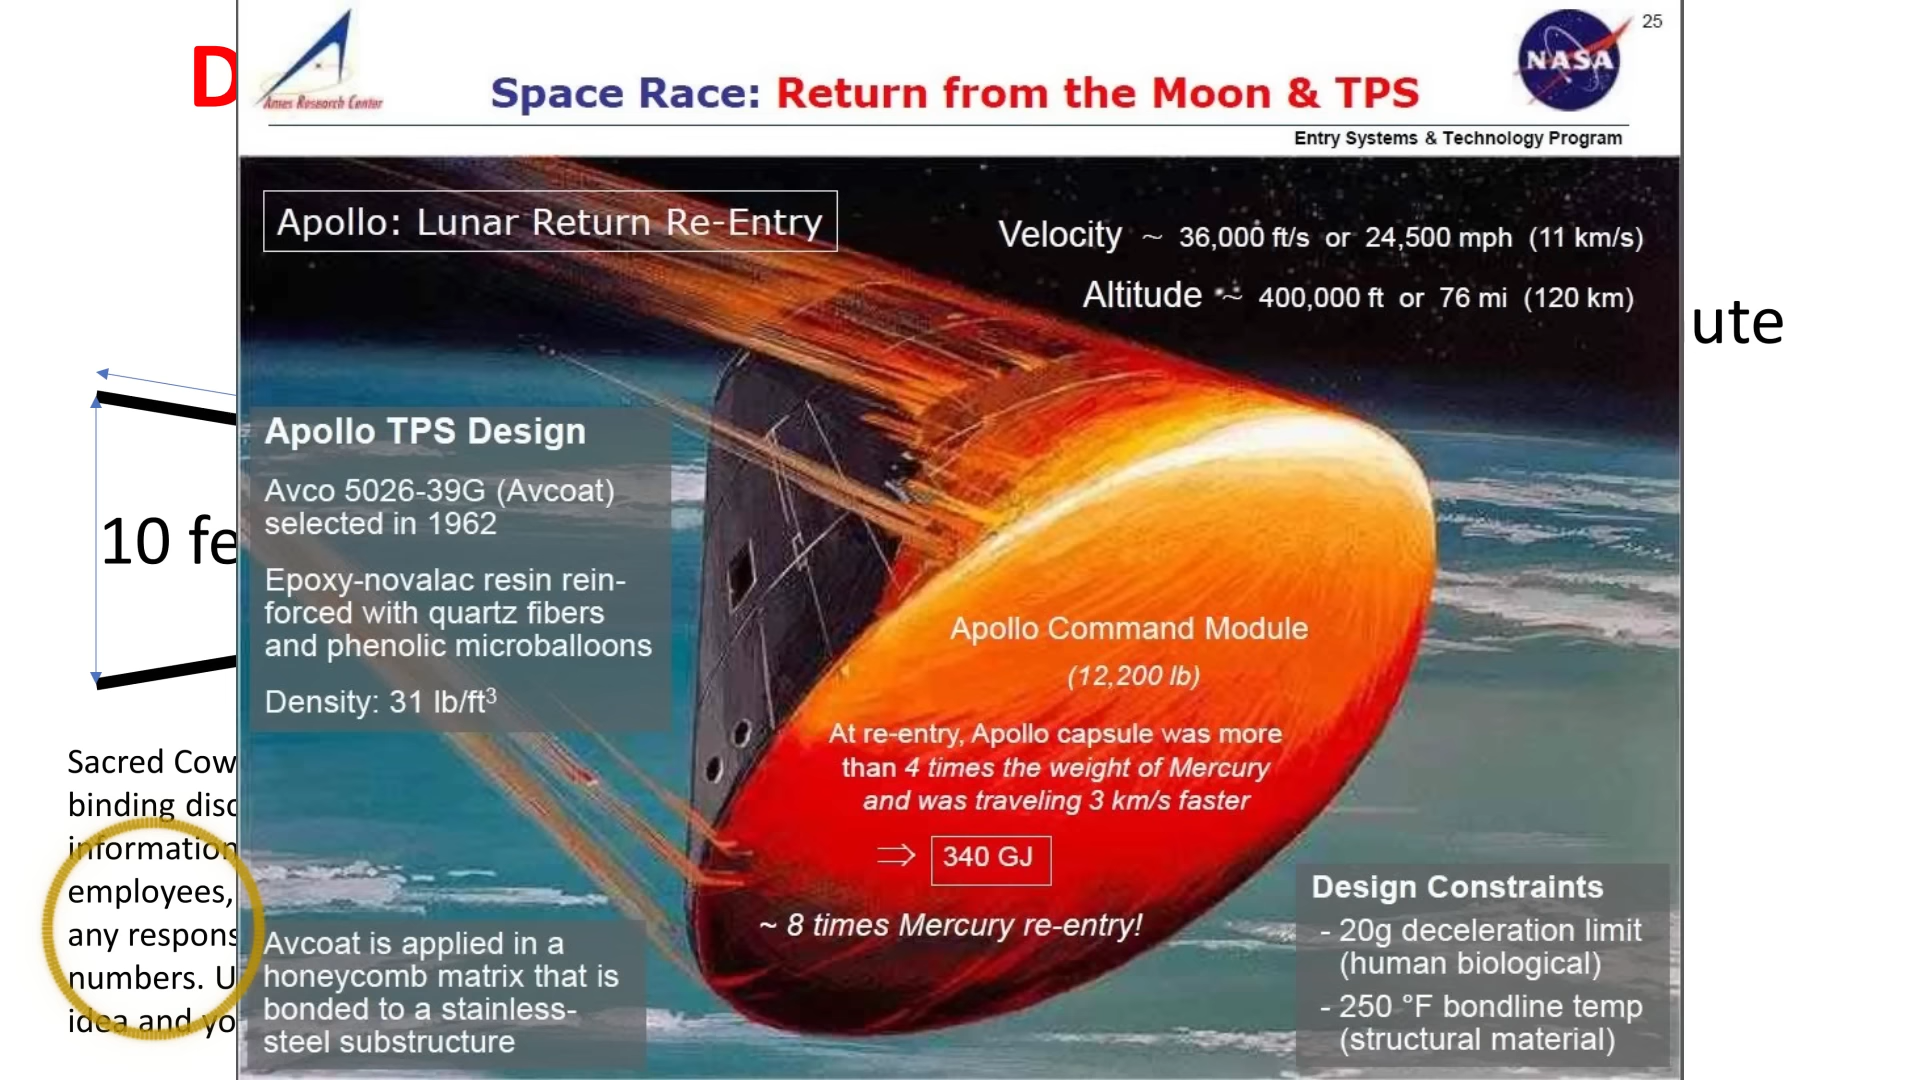 D
25
Ames Research Center
NASA
Space Race: Return from the Moon & TPS
Entry Systems & Technology Program
Apollo: Lunar Return Re-Entry
Velocity ~ 36,000 ft/s or 24,500 mph (11 km/s)
Altitude ~ 400,000 ft or 76 mi (120 km)
ute
Apollo TPS Design
Avco 5026-39G (Avcoat)
selected in 1962
Epoxy-novalac resin rein-
forced with quartz fibers
and phenolic microballoons
Density: 31 lb/ft³
10 fe
Apollo Command Module
(12,200 lb)
At re-entry, Apollo capsule was more
than 4 times the weight of Mercury
and was traveling 3 km/s faster
⇒ 340 GJ
~ 8 times Mercury re-entry!
Design Constraints
- 20g deceleration limit
(human biological)
- 250 °F bondline temp
(structural material)
Avcoat is applied in a
honeycomb matrix that is
bonded to a stainless-
steel substructure
Sacred Cow
binding disc
information
employees,
any respons
numbers. U
idea and yo